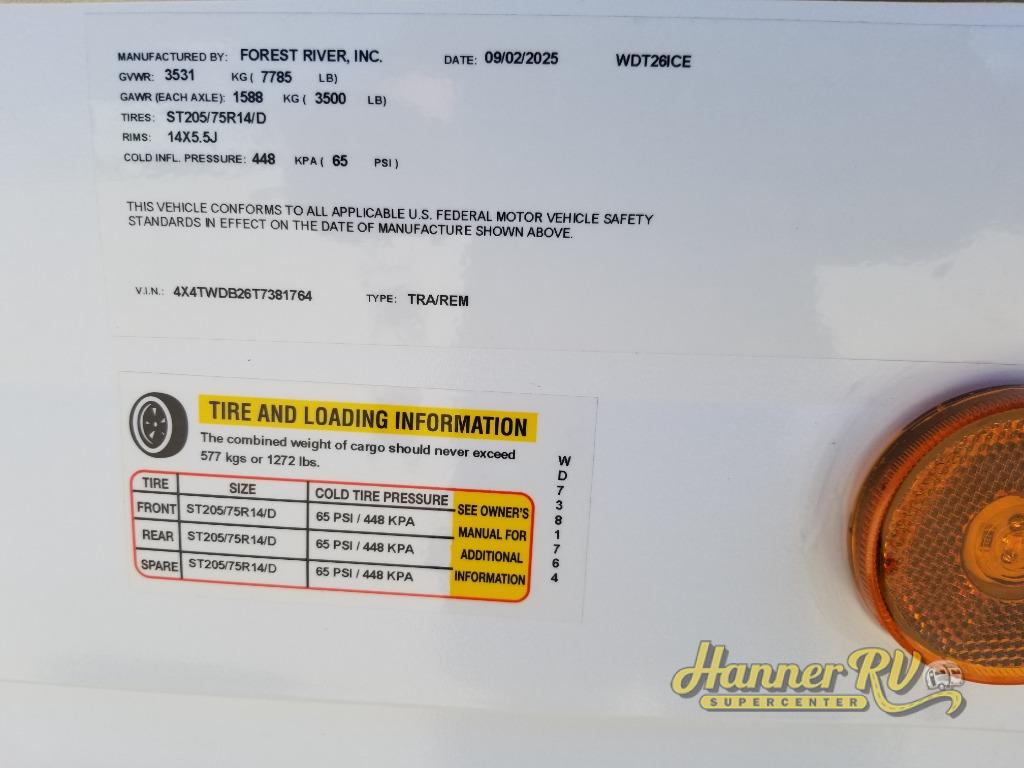 MANUFACTURED BY: FOREST RIVER, INC. DATE: 09/02/2025 WDT26ICE
GVWR: 3531 KG ( 7785 LB)
GAWR (EACH AXLE): 1588 KG ( 3500 LB)
TIRES: ST205/75R14/D
RIMS: 14X5.5J
COLD INFL. PRESSURE: 448 KPA ( 65 PSI )
THIS VEHICLE CONFORMS TO ALL APPLICABLE U.S. FEDERAL MOTOR VEHICLE SAFETY
STANDARDS IN EFFECT ON THE DATE OF MANUFACTURE SHOWN ABOVE.
V.I.N.: 4X4TWDB26T7381764 TYPE: TRA/REM
TIRE AND LOADING INFORMATION
The combined weight of cargo should never exceed
577 kgs or 1272 lbs.
TIRE SIZE COLD TIRE PRESSURE
FRONT ST205/75R14/D 65 PSI / 448 KPA
REAR ST205/75R14/D 65 PSI / 448 KPA
SPARE ST205/75R14/D 65 PSI / 448 KPA
SEE OWNER'S
MANUAL FOR
ADDITIONAL
INFORMATION
W
D
7
3
8
1
7
6
4
Hanner RV
SUPERCENTER